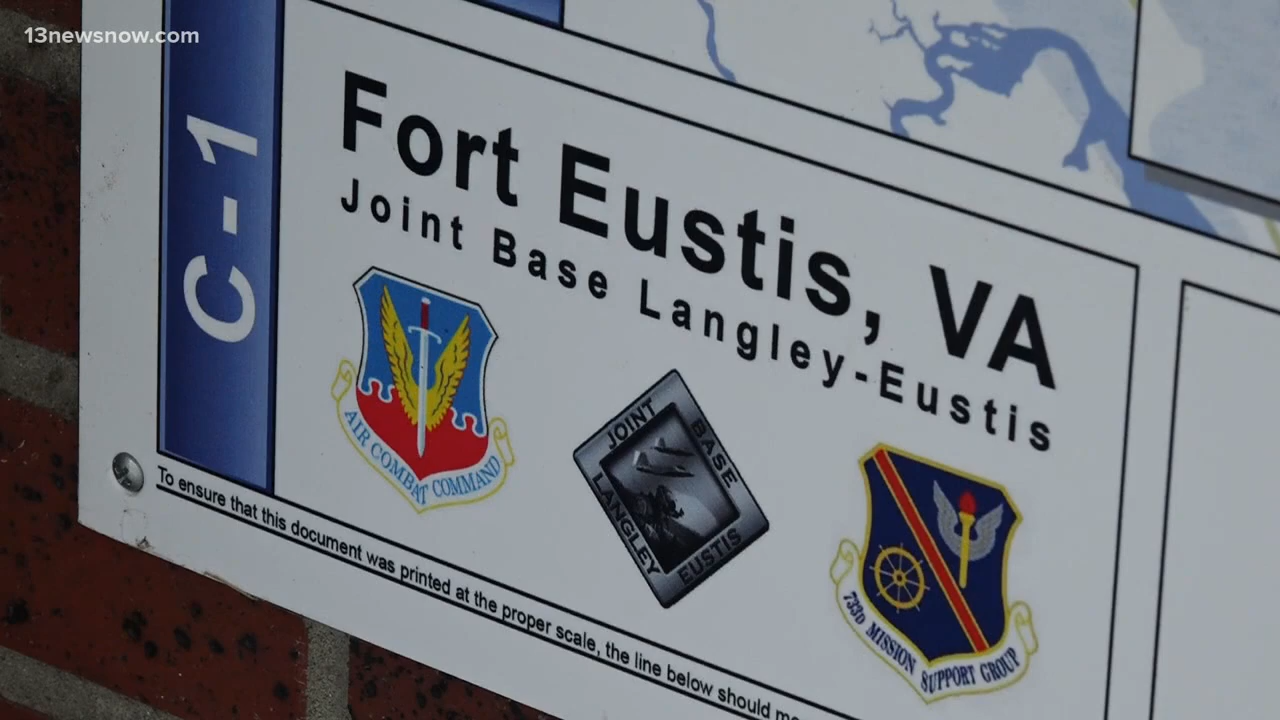 13newsnow.com
C-1
Fort Eustis, VA
Joint Base Langley-Eustis
AIR COMBAT COMMAND
JOINT BASE
LANGLEY EUSTIS
733D MISSION SUPPORT GROUP
To ensure that this document was printed at the proper scale, the line below should